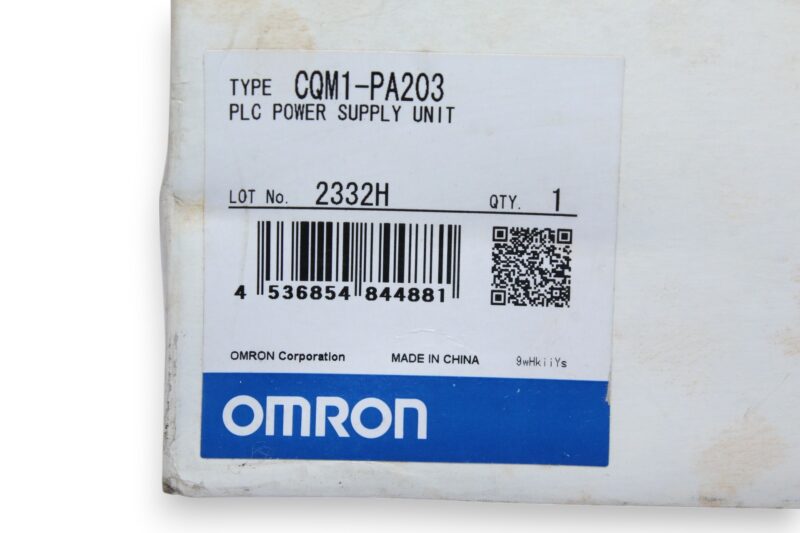 TYPE CQM1-PA203
PLC POWER SUPPLY UNIT
LOT No. 2332H QTY. 1
4 536854 844881
OMRON Corporation MADE IN CHINA 9wHkiiYs
OMRON